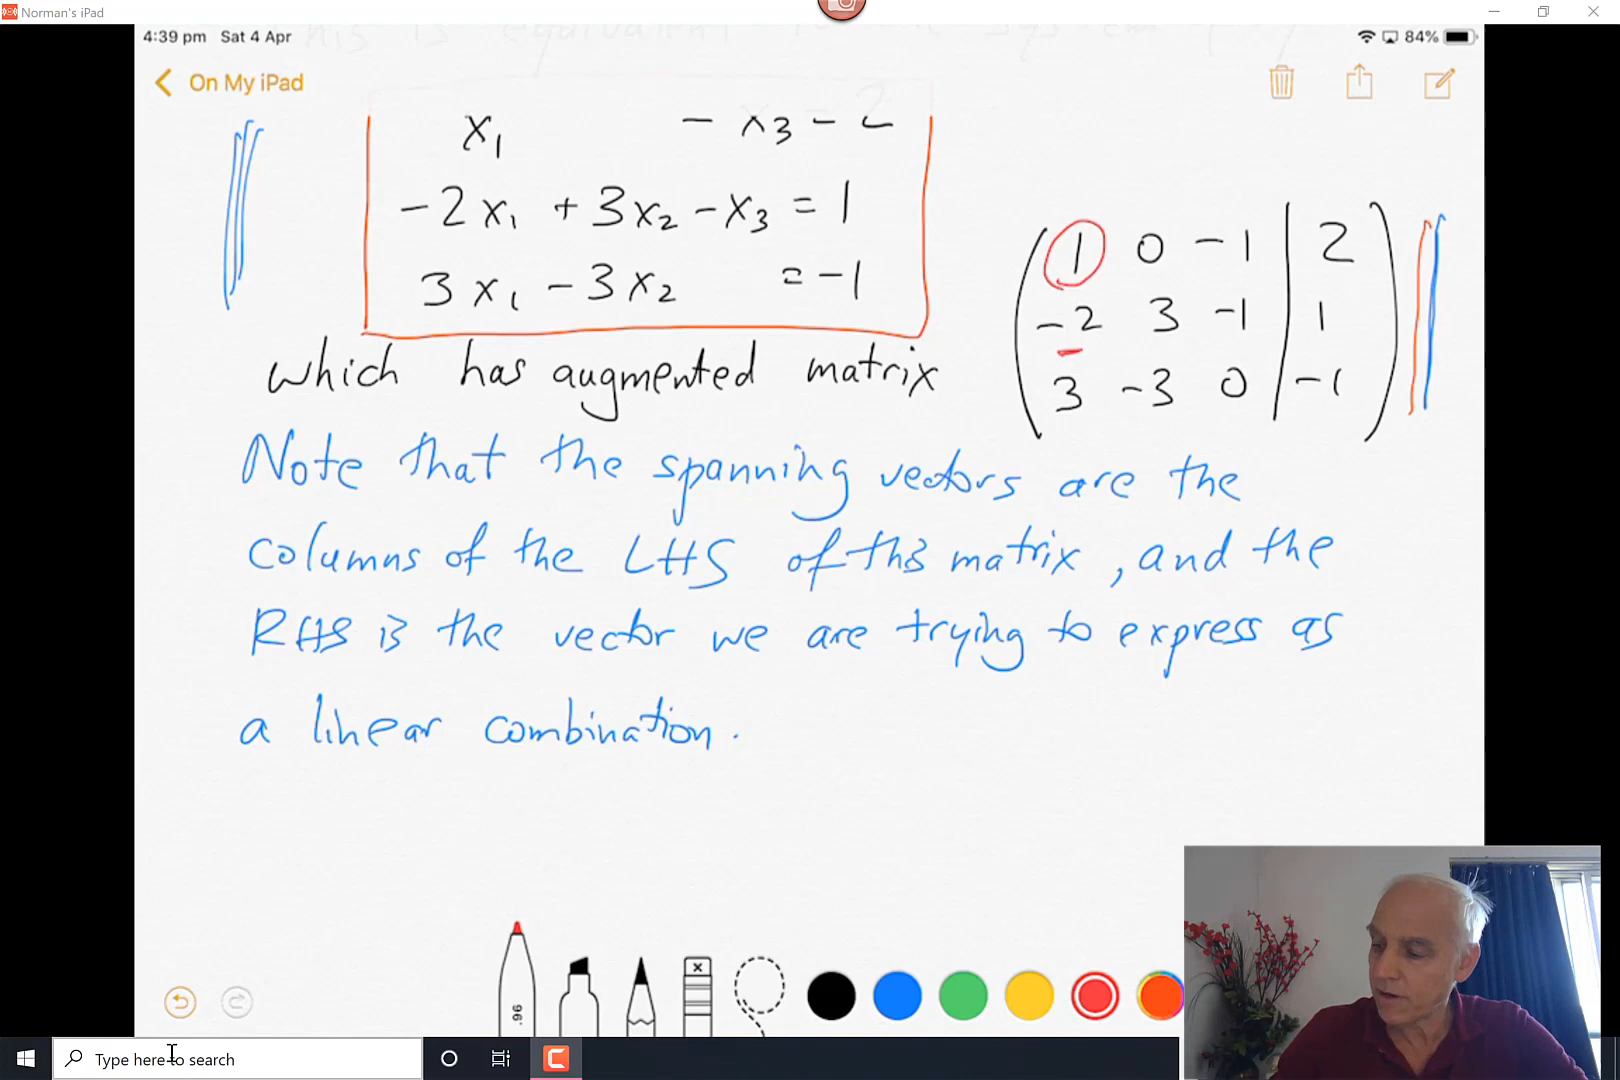 Norman's iPad
4:39 pm Sat 4 Apr
84%
On My iPad
x₁ - x₃ - 2
-2x₁ + 3x₂ - x₃ = 1
3x₁ - 3x₂ = -1
1 0 -1 | 2
-2 3 -1 | 1
3 -3 0 | -1
which has augmented matrix
Note that the spanning vectors are the
columns of the LHS of this matrix, and the
RHS is the vector we are trying to express as
a linear combination.
96
Type here to search